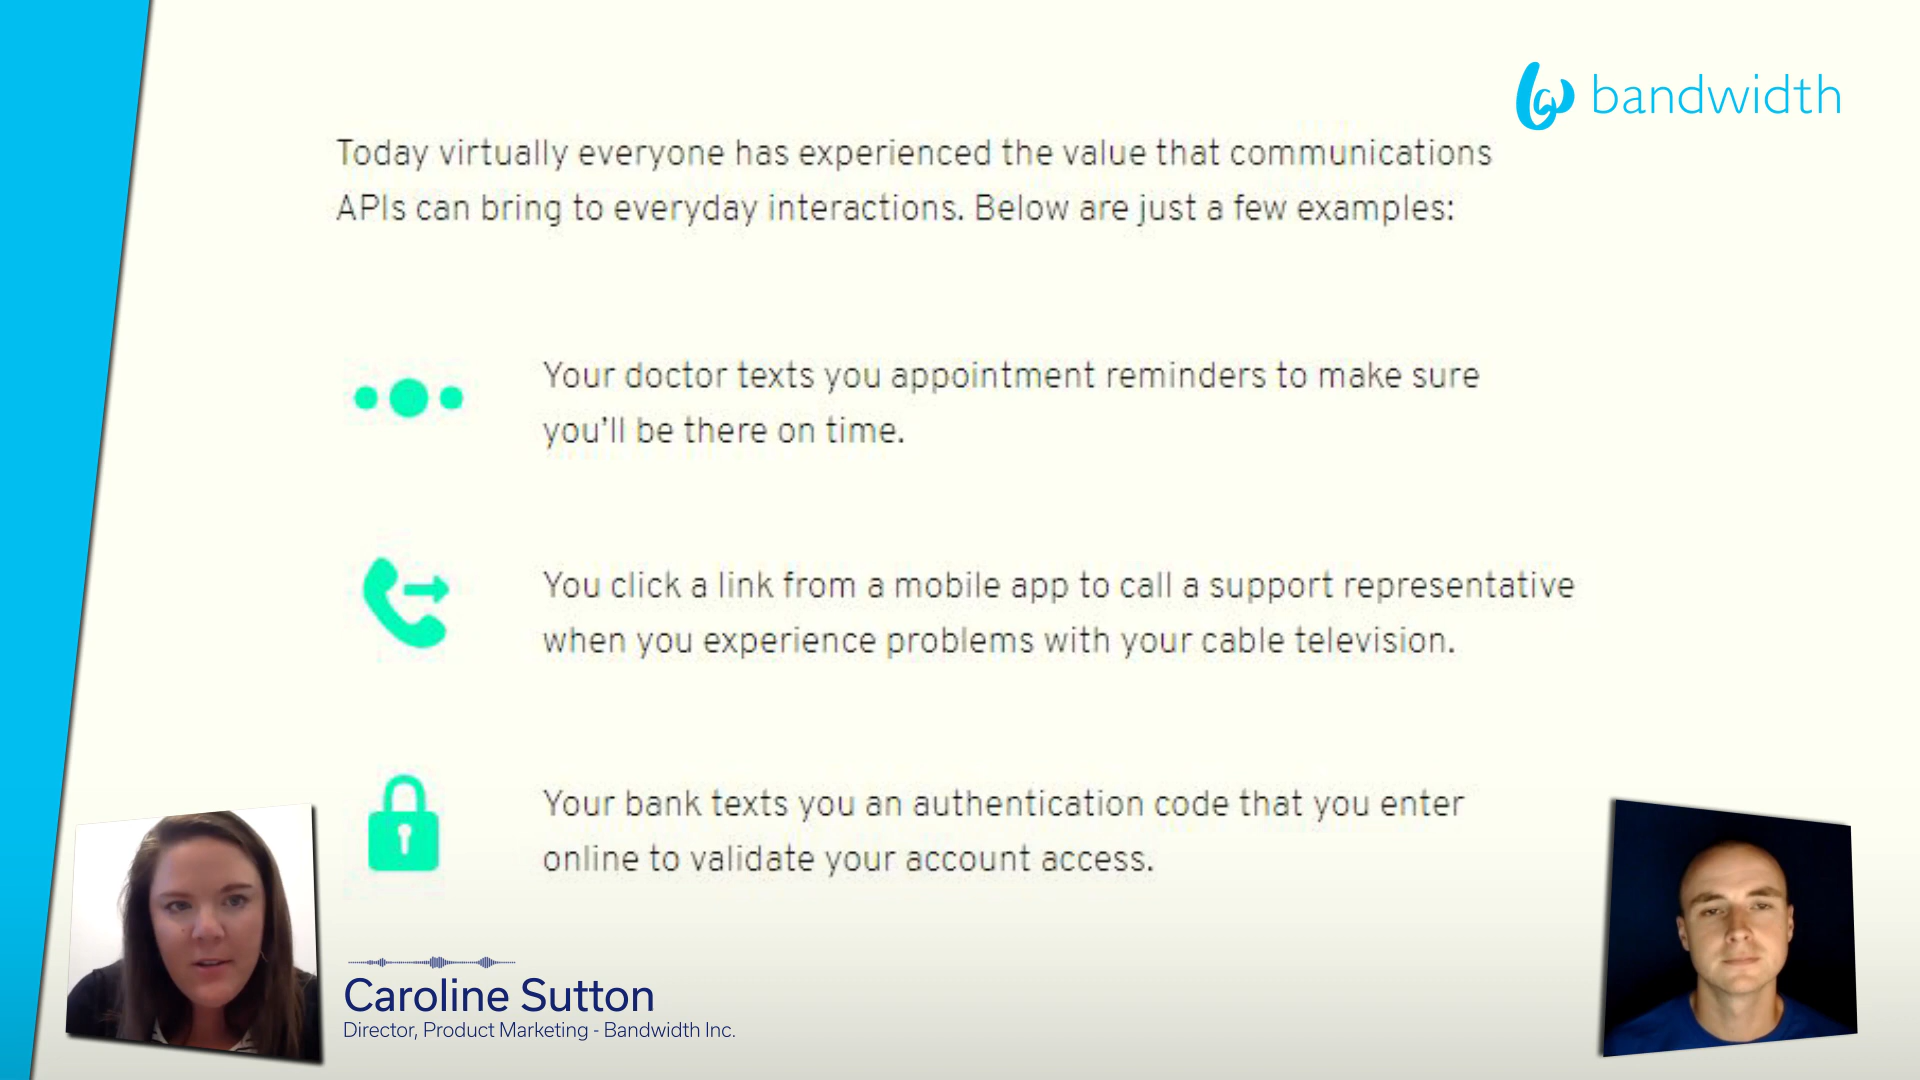 bandwidth
Today virtually everyone has experienced the value that communications
APIs can bring to everyday interactions. Below are just a few examples:
Your doctor texts you appointment reminders to make sure
you'll be there on time.
You click a link from a mobile app to call a support representative
when you experience problems with your cable television.
Your bank texts you an authentication code that you enter
online to validate your account access.
Caroline Sutton
Director, Product Marketing - Bandwidth Inc.